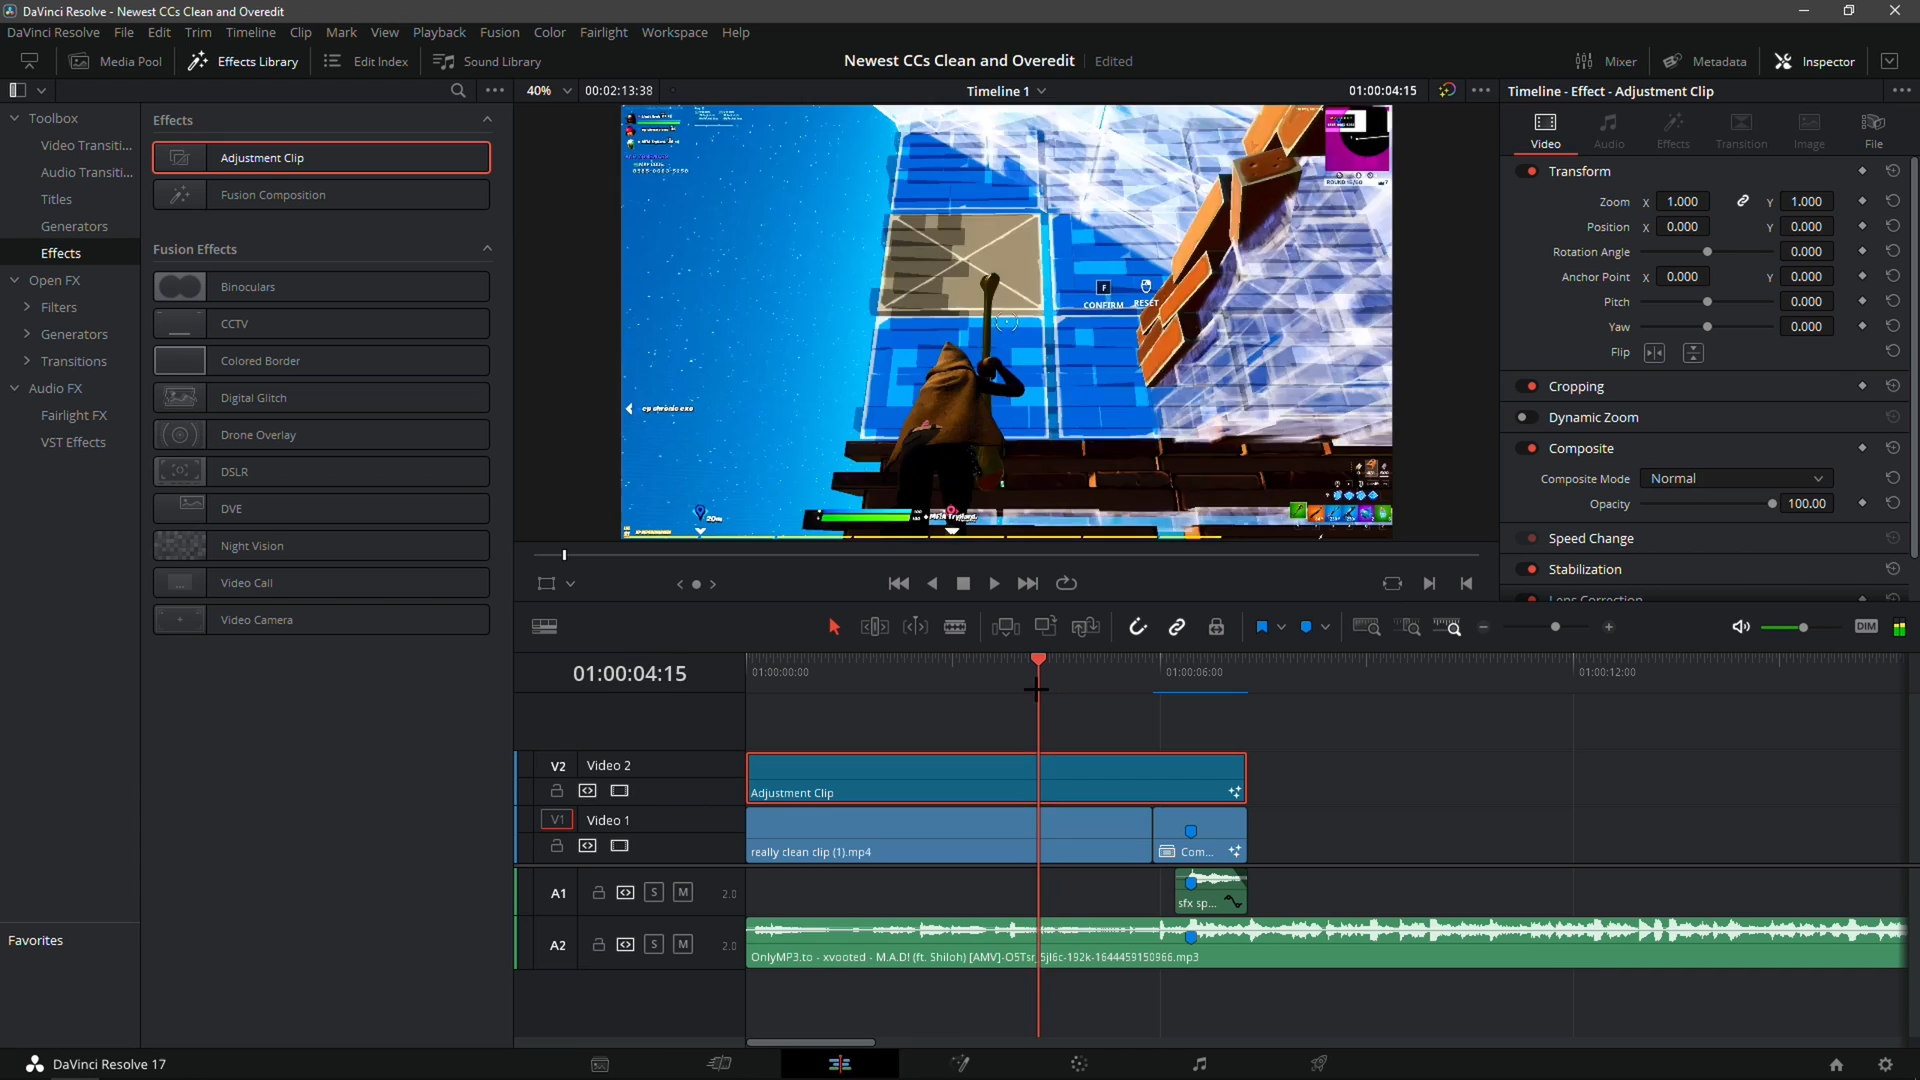 DaVinci Resolve - Newest CCs Clean and Overedit
DaVinci Resolve File Edit Trim Timeline Clip Mark View Playback Fusion Color Fairlight Workspace Help
Media Pool Effects Library Edit Index Sound Library
Newest CCs Clean and Overedit Edited
Mixer Metadata Inspector
40% 00:02:13:38 Timeline 1 01:00:04:15
Timeline - Effect - Adjustment Clip
Toolbox
Video Transiti...
Audio Transiti...
Titles
Generators
Effects
Open FX
Filters
Generators
Transitions
Audio FX
Fairlight FX
VST Effects
Favorites
Effects
Adjustment Clip
Fusion Composition
Fusion Effects
Binoculars
CCTV
Colored Border
Digital Glitch
Drone Overlay
DSLR
DVE
Night Vision
Video Call
Video Camera
F
CONFIRM RESET
20m
Video Audio Effects Transition Image File
Transform
Zoom X 1.000 Y 1.000
Position X 0.000 Y 0.000
Rotation Angle 0.000
Anchor Point X 0.000 Y 0.000
Pitch 0.000
Yaw 0.000
Flip
Cropping
Dynamic Zoom
Composite
Composite Mode Normal
Opacity 100.00
Speed Change
Stabilization
Lens Correction
DIM
01:00:04:15
01:00:00:00 01:00:06:00 01:00:12:00
V2 Video 2
Adjustment Clip
V1 Video 1
really clean clip (1).mp4 Com...
A1 S M 2.0
sfx sp...
A2 S M 2.0
DaVinci Resolve 17